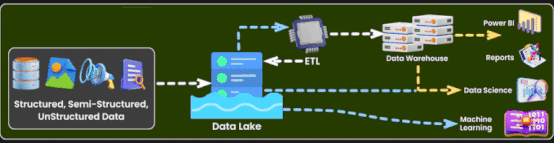 Power BI
ETL
Data Warehouse
Reports
Structured, Semi-Structured,
UnStructured Data
Data Science
Data Lake
Machine
Learning